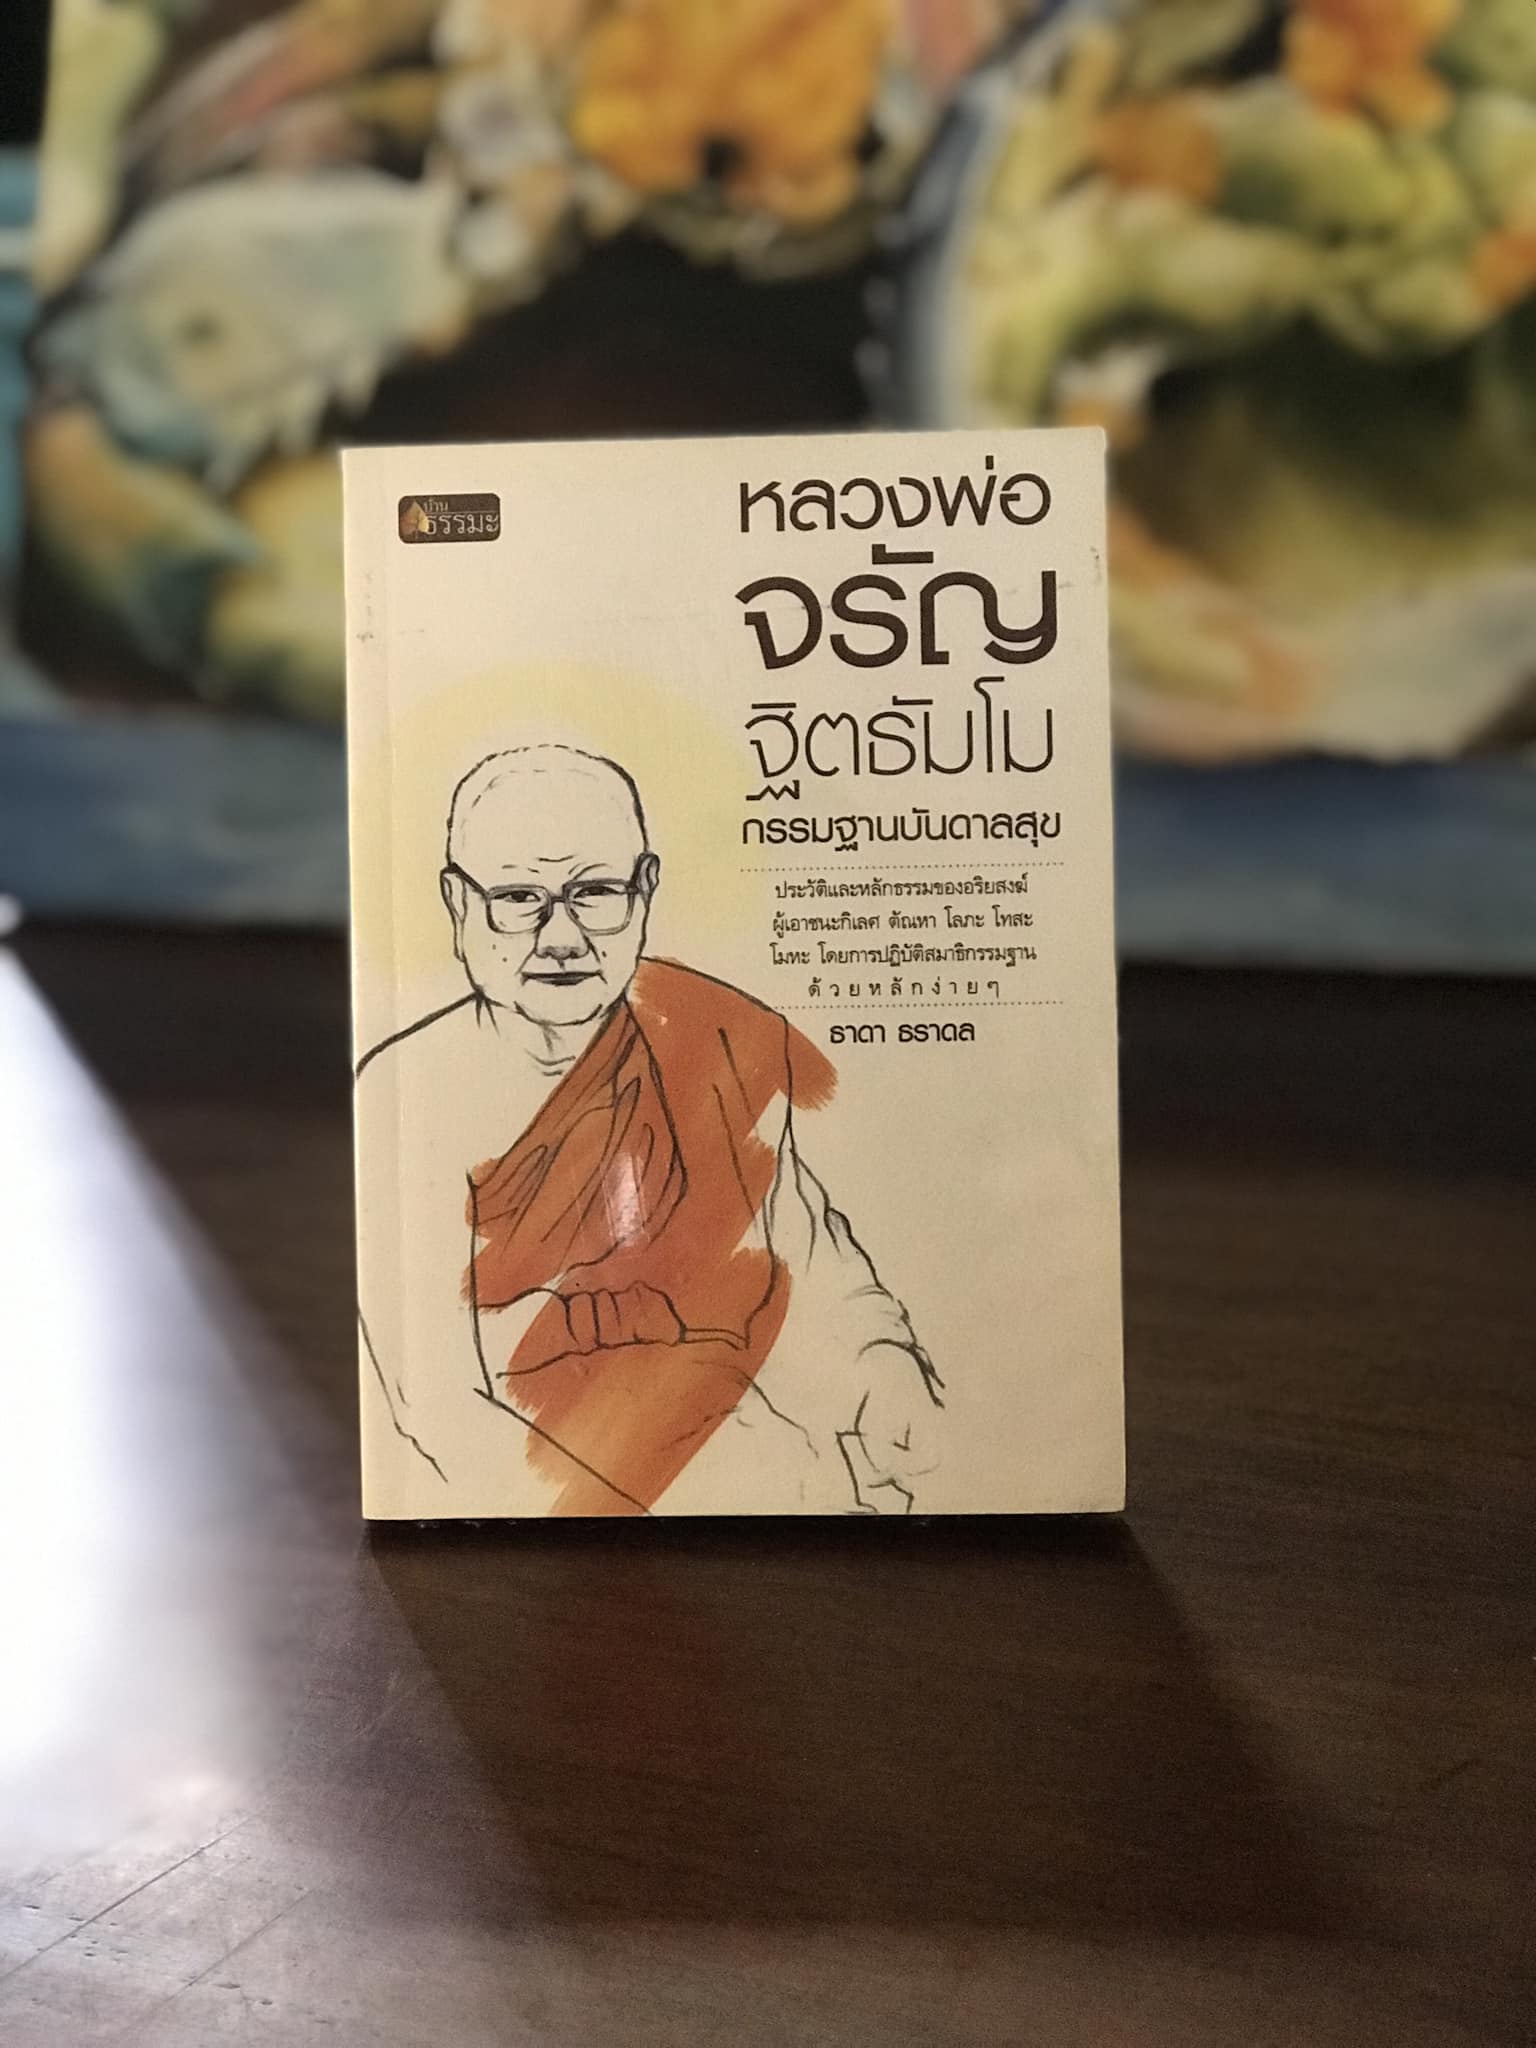 บ้าน
ธรรมะ
หลวงพ่อ
จรัญ
ฐิตธัมโม
กรรมฐานบันดาลสุข
ประวัติและหลักธรรมของอริยสงฆ์
ผู้เอาชนะกิเลศ ตัณหา โลภะ โทสะ
โมหะ โดยการปฏิบัติสมาธิกรรมฐาน
ด้วยหลักง่ายๆ
ธาดา ธราดล